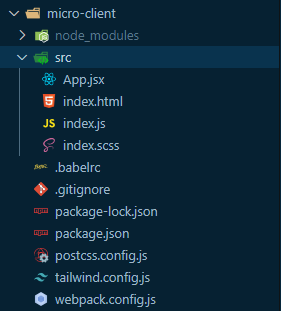 micro-client
node_modules
src
App.jsx
index.html
JS index.js
index.scss
.babelrc
.gitignore
package-lock.json
package.json
postcss.config.js
tailwind.config.js
webpack.config.js